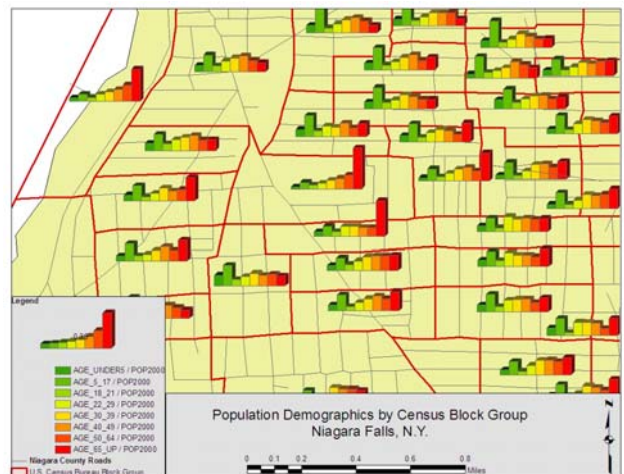 Legend
AGE_UNDER5 / POP2000
AGE_5_17 / POP2000
AGE_18_21 / POP2000
AGE_22_29 / POP2000
AGE_30_39 / POP2000
AGE_40_49 / POP2000
AGE_50_64 / POP2000
AGE_65_UP / POP2000
Niagara County Roads
U.S. Census Bureau Block Group
Population Demographics by Census Block Group
Niagara Falls, N.Y.
0 0.1 0.2 0.4 0.6 0.8
Miles
N